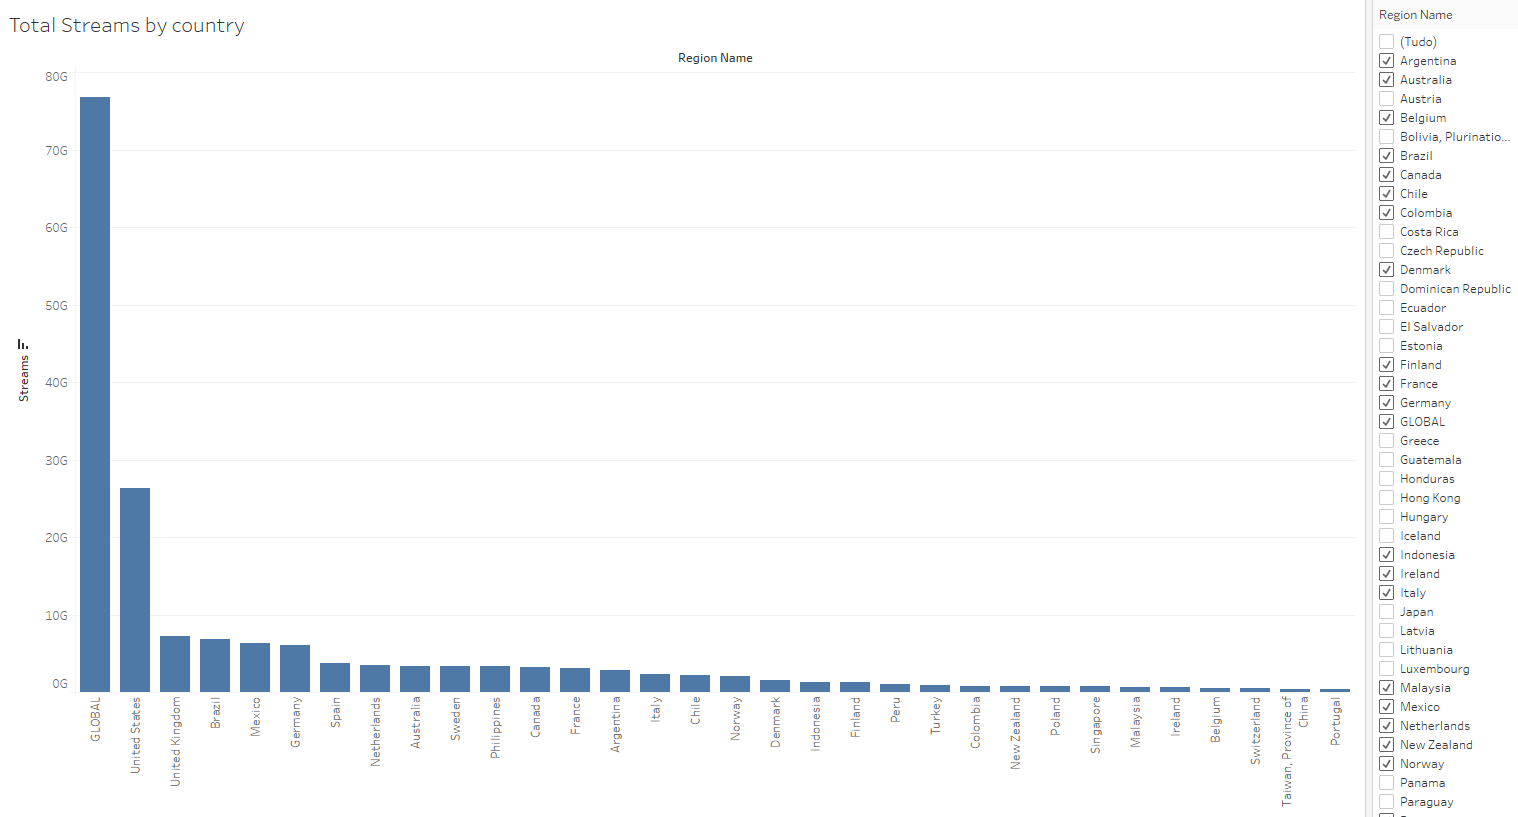 Total Streams by country
Region Name
80G
70G
60G
50G
40G
30G
20G
10G
0G
Streams
GLOBAL
United States
United Kingdom
Brazil
Mexico
Germany
Spain
Netherlands
Australia
Sweden
Philippines
Canada
France
Argentina
Italy
Chile
Norway
Denmark
Indonesia
Finland
Peru
Turkey
Colombia
New Zealand
Poland
Singapore
Malaysia
Ireland
Belgium
Switzerland
Taiwan, Province of
China
Portugal
Region Name
(Tudo)
Argentina
Australia
Austria
Belgium
Bolivia, Plurinatio...
Brazil
Canada
Chile
Colombia
Costa Rica
Czech Republic
Denmark
Dominican Republic
Ecuador
El Salvador
Estonia
Finland
France
Germany
GLOBAL
Greece
Guatemala
Honduras
Hong Kong
Hungary
Iceland
Indonesia
Ireland
Italy
Japan
Latvia
Lithuania
Luxembourg
Malaysia
Mexico
Netherlands
New Zealand
Norway
Panama
Paraguay